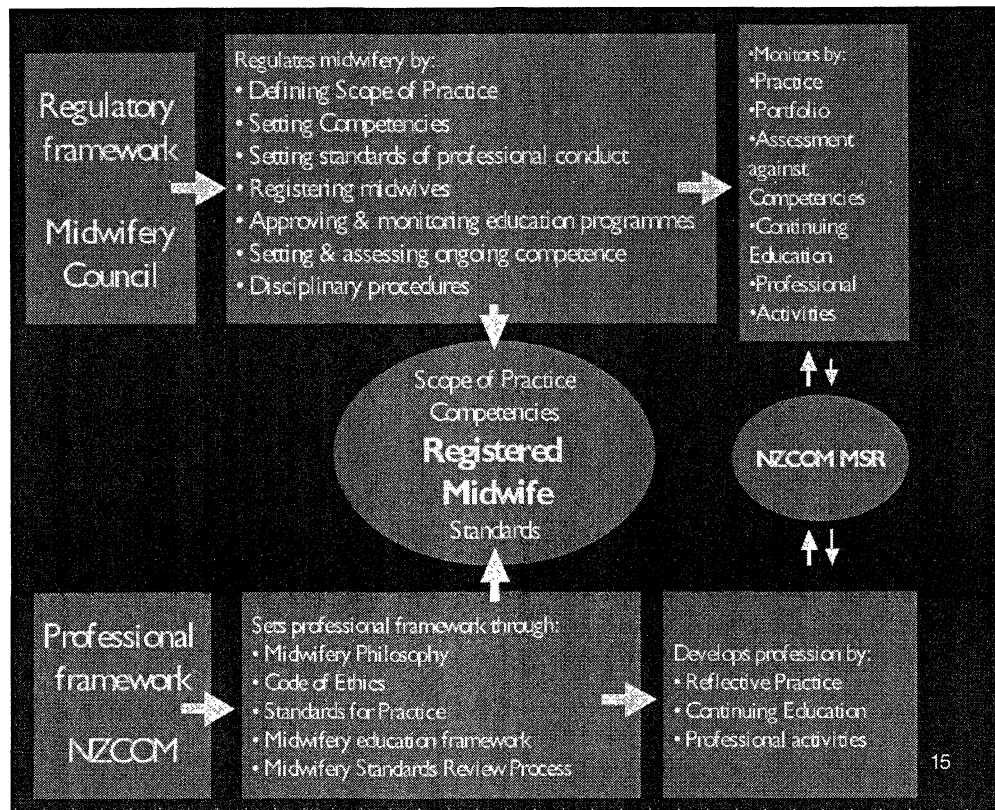 Regulatory
framework
Midwifery
Council
Regulates midwifery by:
• Defining Scope of Practice
• Setting Competencies
• Setting standards of professional conduct
• Registering midwives
• Approving & monitoring education programmes
• Setting & assessing ongoing competence
• Disciplinary procedures
•Monitors by:
•Practice
•Portfolio
•Assessment
against
Competencies
•Continuing
Education
•Professional
•Activities
Scope of Practice
Competencies
Registered
Midwife
Standards
NZCOM MSR
Professional
framework
NZCOM
Sets professional framework through:
• Midwifery Philosophy
• Code of Ethics
• Standards for Practice
• Midwifery education framework
• Midwifery Standards Review Process
Develops profession by:
• Reflective Practice
• Continuing Education
• Professional activities
15